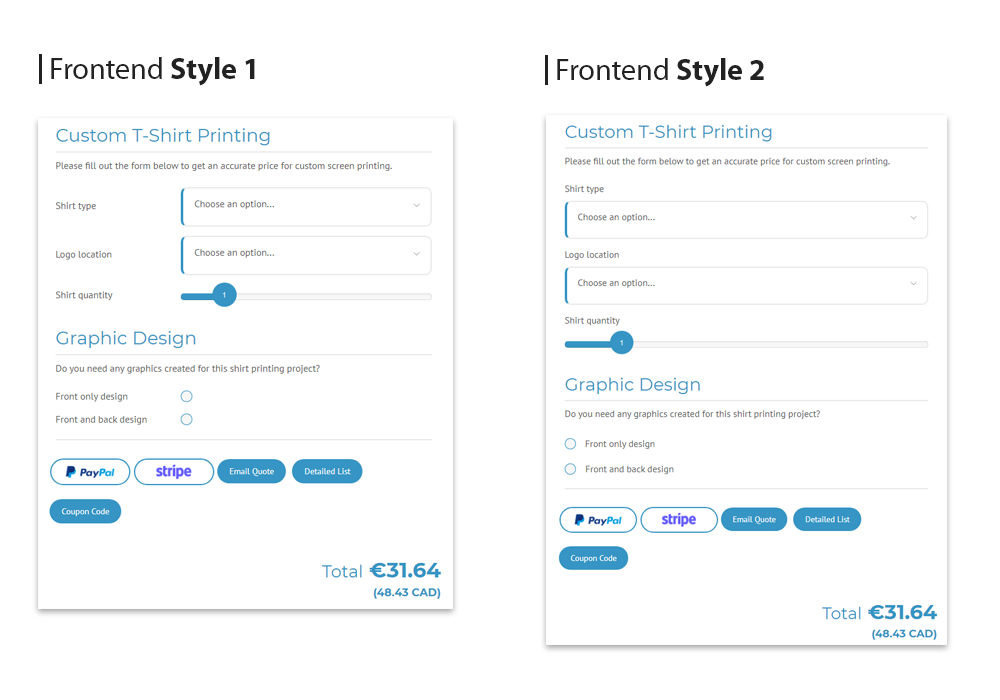 Frontend Style 1
Custom T-Shirt Printing
Please fill out the form below to get an accurate price for custom screen printing.
Shirt type
Choose an option...
Logo location
Choose an option...
Shirt quantity
1
Graphic Design
Do you need any graphics created for this shirt printing project?
Front only design
Front and back design
PayPal
stripe
Email Quote
Detailed List
Coupon Code
Total €31.64
(48.43 CAD)
Frontend Style 2
Custom T-Shirt Printing
Please fill out the form below to get an accurate price for custom screen printing.
Shirt type
Choose an option...
Logo location
Choose an option...
Shirt quantity
1
Graphic Design
Do you need any graphics created for this shirt printing project?
Front only design
Front and back design
PayPal
stripe
Email Quote
Detailed List
Coupon Code
Total €31.64
(48.43 CAD)